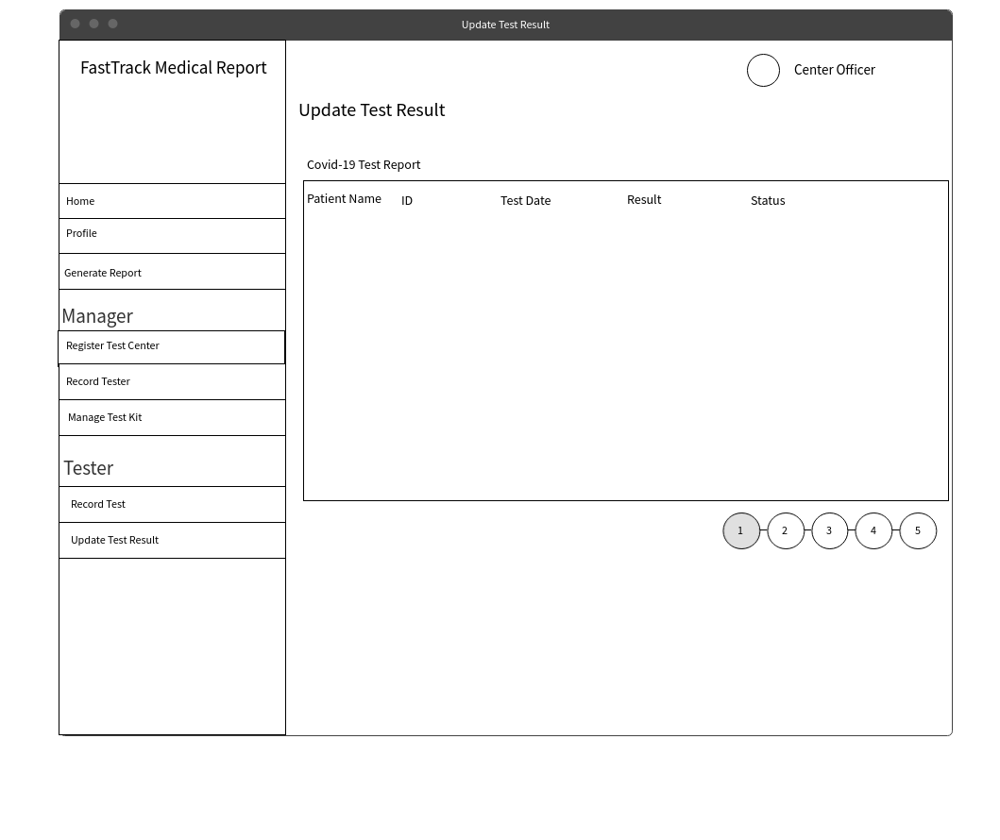 Update Test Result
FastTrack Medical Report
Center Officer
Update Test Result
Covid-19 Test Report
Patient Name ID Test Date Result Status
Home
Profile
Generate Report
Manager
Register Test Center
Record Tester
Manage Test Kit
Tester
Record Test
Update Test Result
1 2 3 4 5